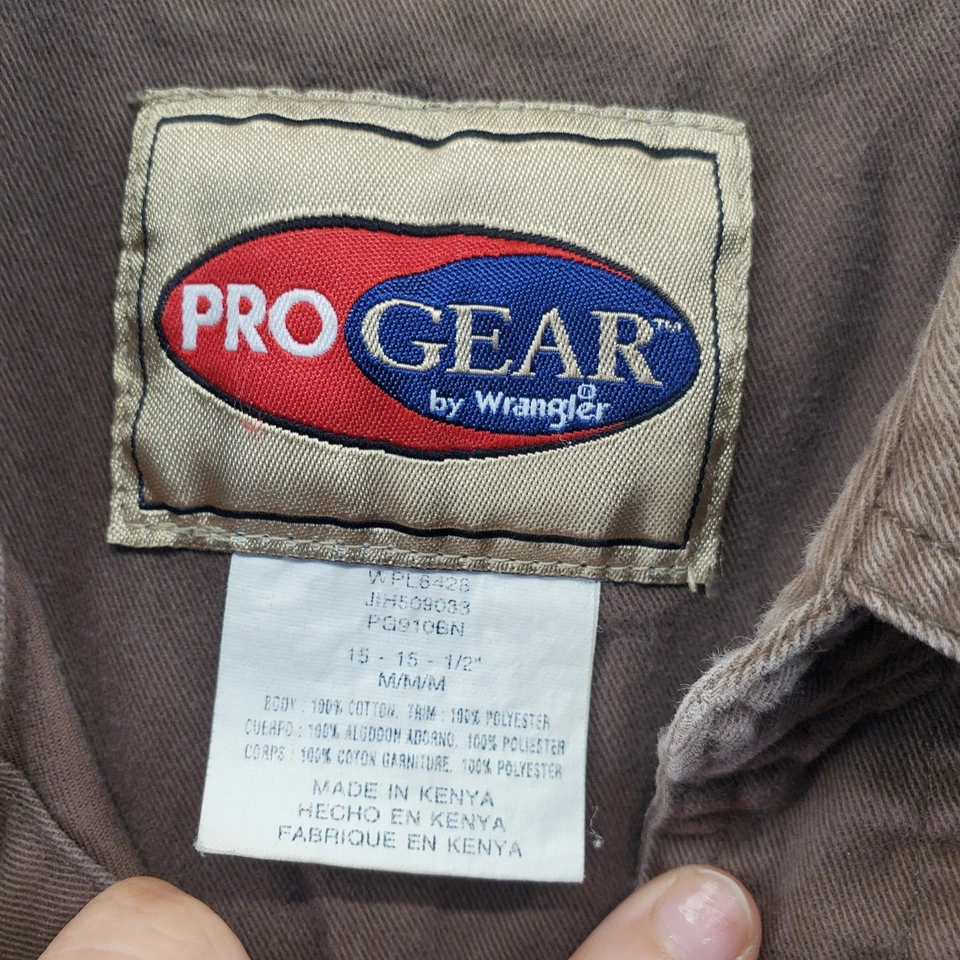 PRO GEAR™
by Wrangler®
WPL6428
JIH509033
PG910BN
15 - 15 - 1/2"
M/M/M
BODY : 100% COTTON. TRIM : 100% POLYESTER
CUERPO : 100% ALGODON ADORNO. 100% POLIESTER
CORPS : 100% COTON GARNITURE. 100% POLYESTER
MADE IN KENYA
HECHO EN KENYA
FABRIQUE EN KENYA